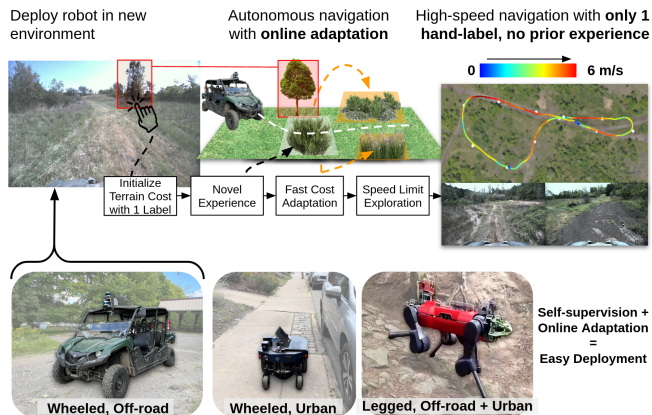 Deploy robot in new
environment
Autonomous navigation
with online adaptation
High-speed navigation with only 1
hand-label, no prior experience
0
6 m/s
Initialize
Terrain Cost
with 1 Label
Novel
Experience
Fast Cost
Adaptation
Speed Limit
Exploration
Wheeled, Off-road
Wheeled, Urban
Legged, Off-road + Urban
Self-supervision +
Online Adaptation
=
Easy Deployment